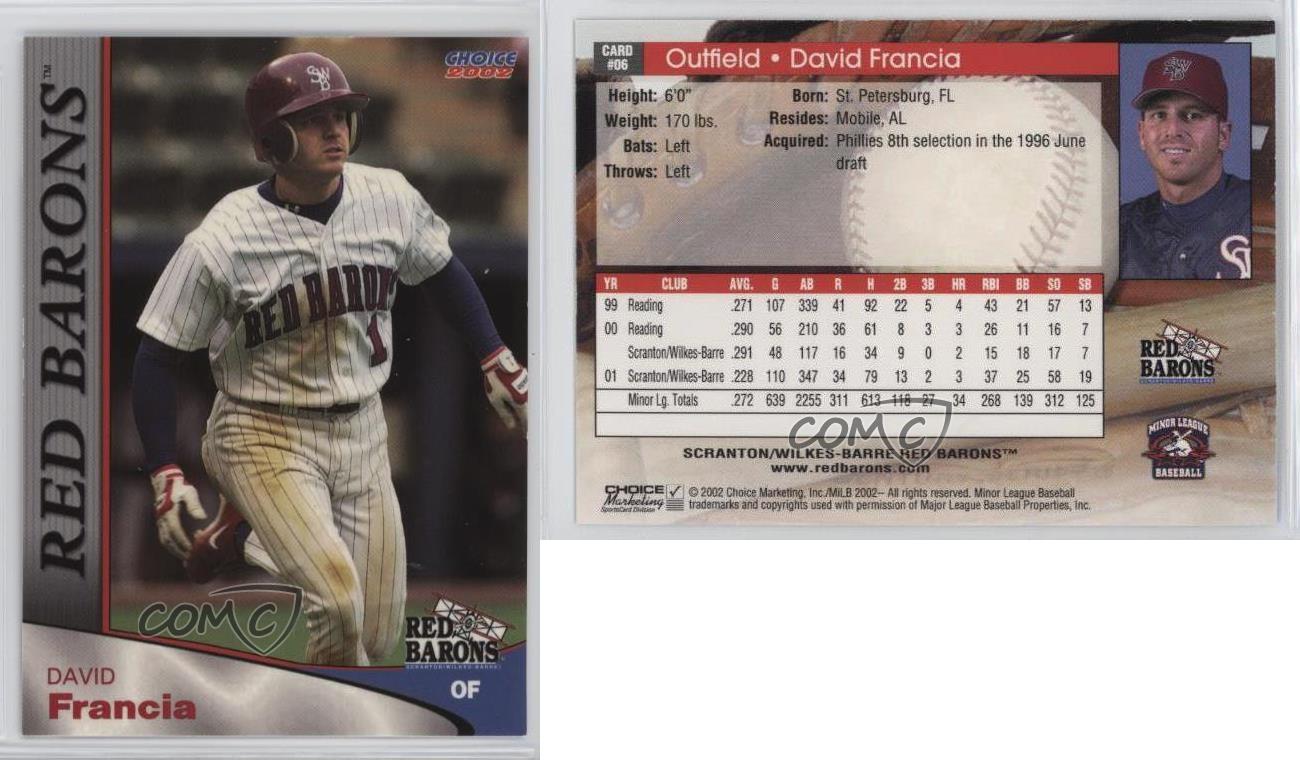 CHOICE
2002
RED BARONS™
SWB
RED BARONS
1
COMC
RED
BARONS
SCRANTON/WILKES-BARRE
DAVID
Francia
OF
CARD
#06
Outfield • David Francia
Height: 6'0"
Weight: 170 lbs.
Bats: Left
Throws: Left
Born: St. Petersburg, FL
Resides: Mobile, AL
Acquired: Phillies 8th selection in the 1996 June
draft
SWB
YR CLUB AVG. G AB R H 2B 3B HR RBI BB SO SB
99 Reading .271 107 339 41 92 22 5 4 43 21 57 13
00 Reading .290 56 210 36 61 8 3 3 26 11 16 7
Scranton/Wilkes-Barre .291 48 117 16 34 9 0 2 15 18 17 7
01 Scranton/Wilkes-Barre .228 110 347 34 79 13 2 3 37 25 58 19
Minor Lg. Totals .272 639 2255 311 613 118 27 34 268 139 312 125
COMC
RED
BARONS
SCRANTON/WILKES-BARRE
MINOR LEAGUE
BASEBALL
SCRANTON/WILKES-BARRE RED BARONS™
www.redbarons.com
CHOICE
Marketing
SportsCard Division
© 2002 Choice Marketing, Inc./MiLB 2002– All rights reserved. Minor League Baseball
trademarks and copyrights used with permission of Major League Baseball Properties, Inc.